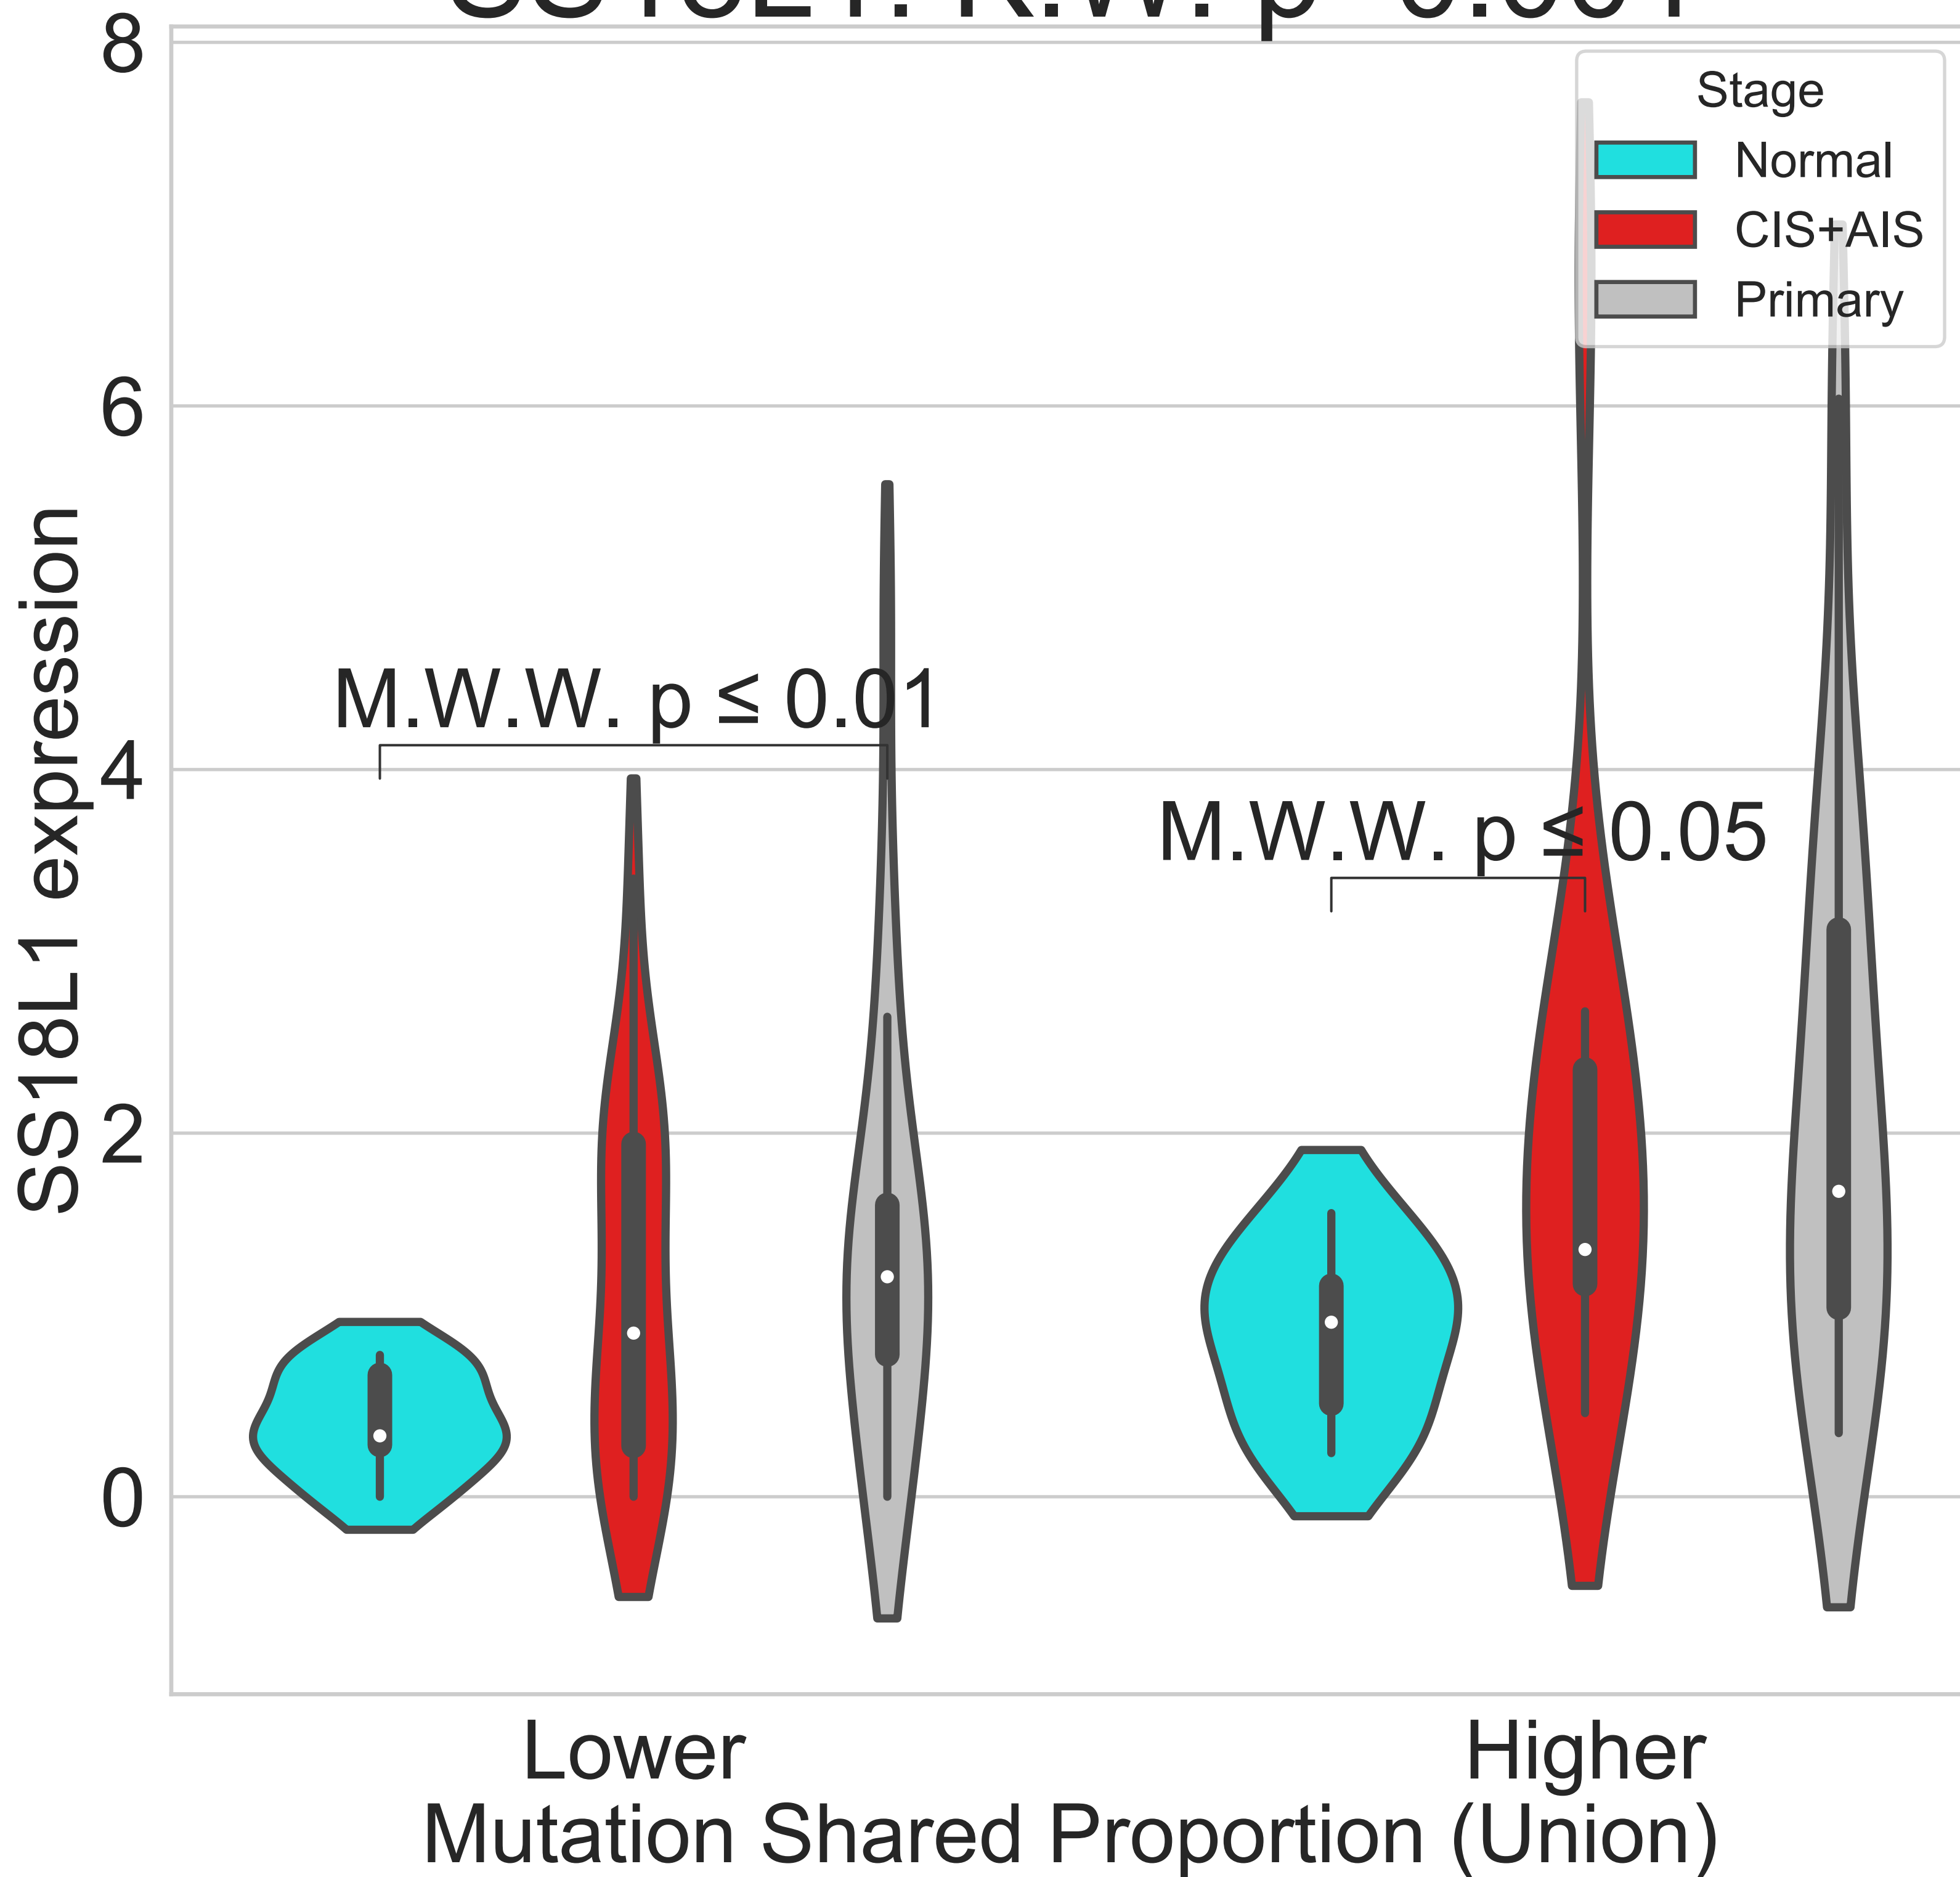 8
6
4
2
0
SS18L1 expression
Stage
Normal
CIS+AIS
Primary
M.W.W. p ≤ 0.01
M.W.W. p ≤ 0.05
Lower
Higher
Mutation Shared Proportion (Union)